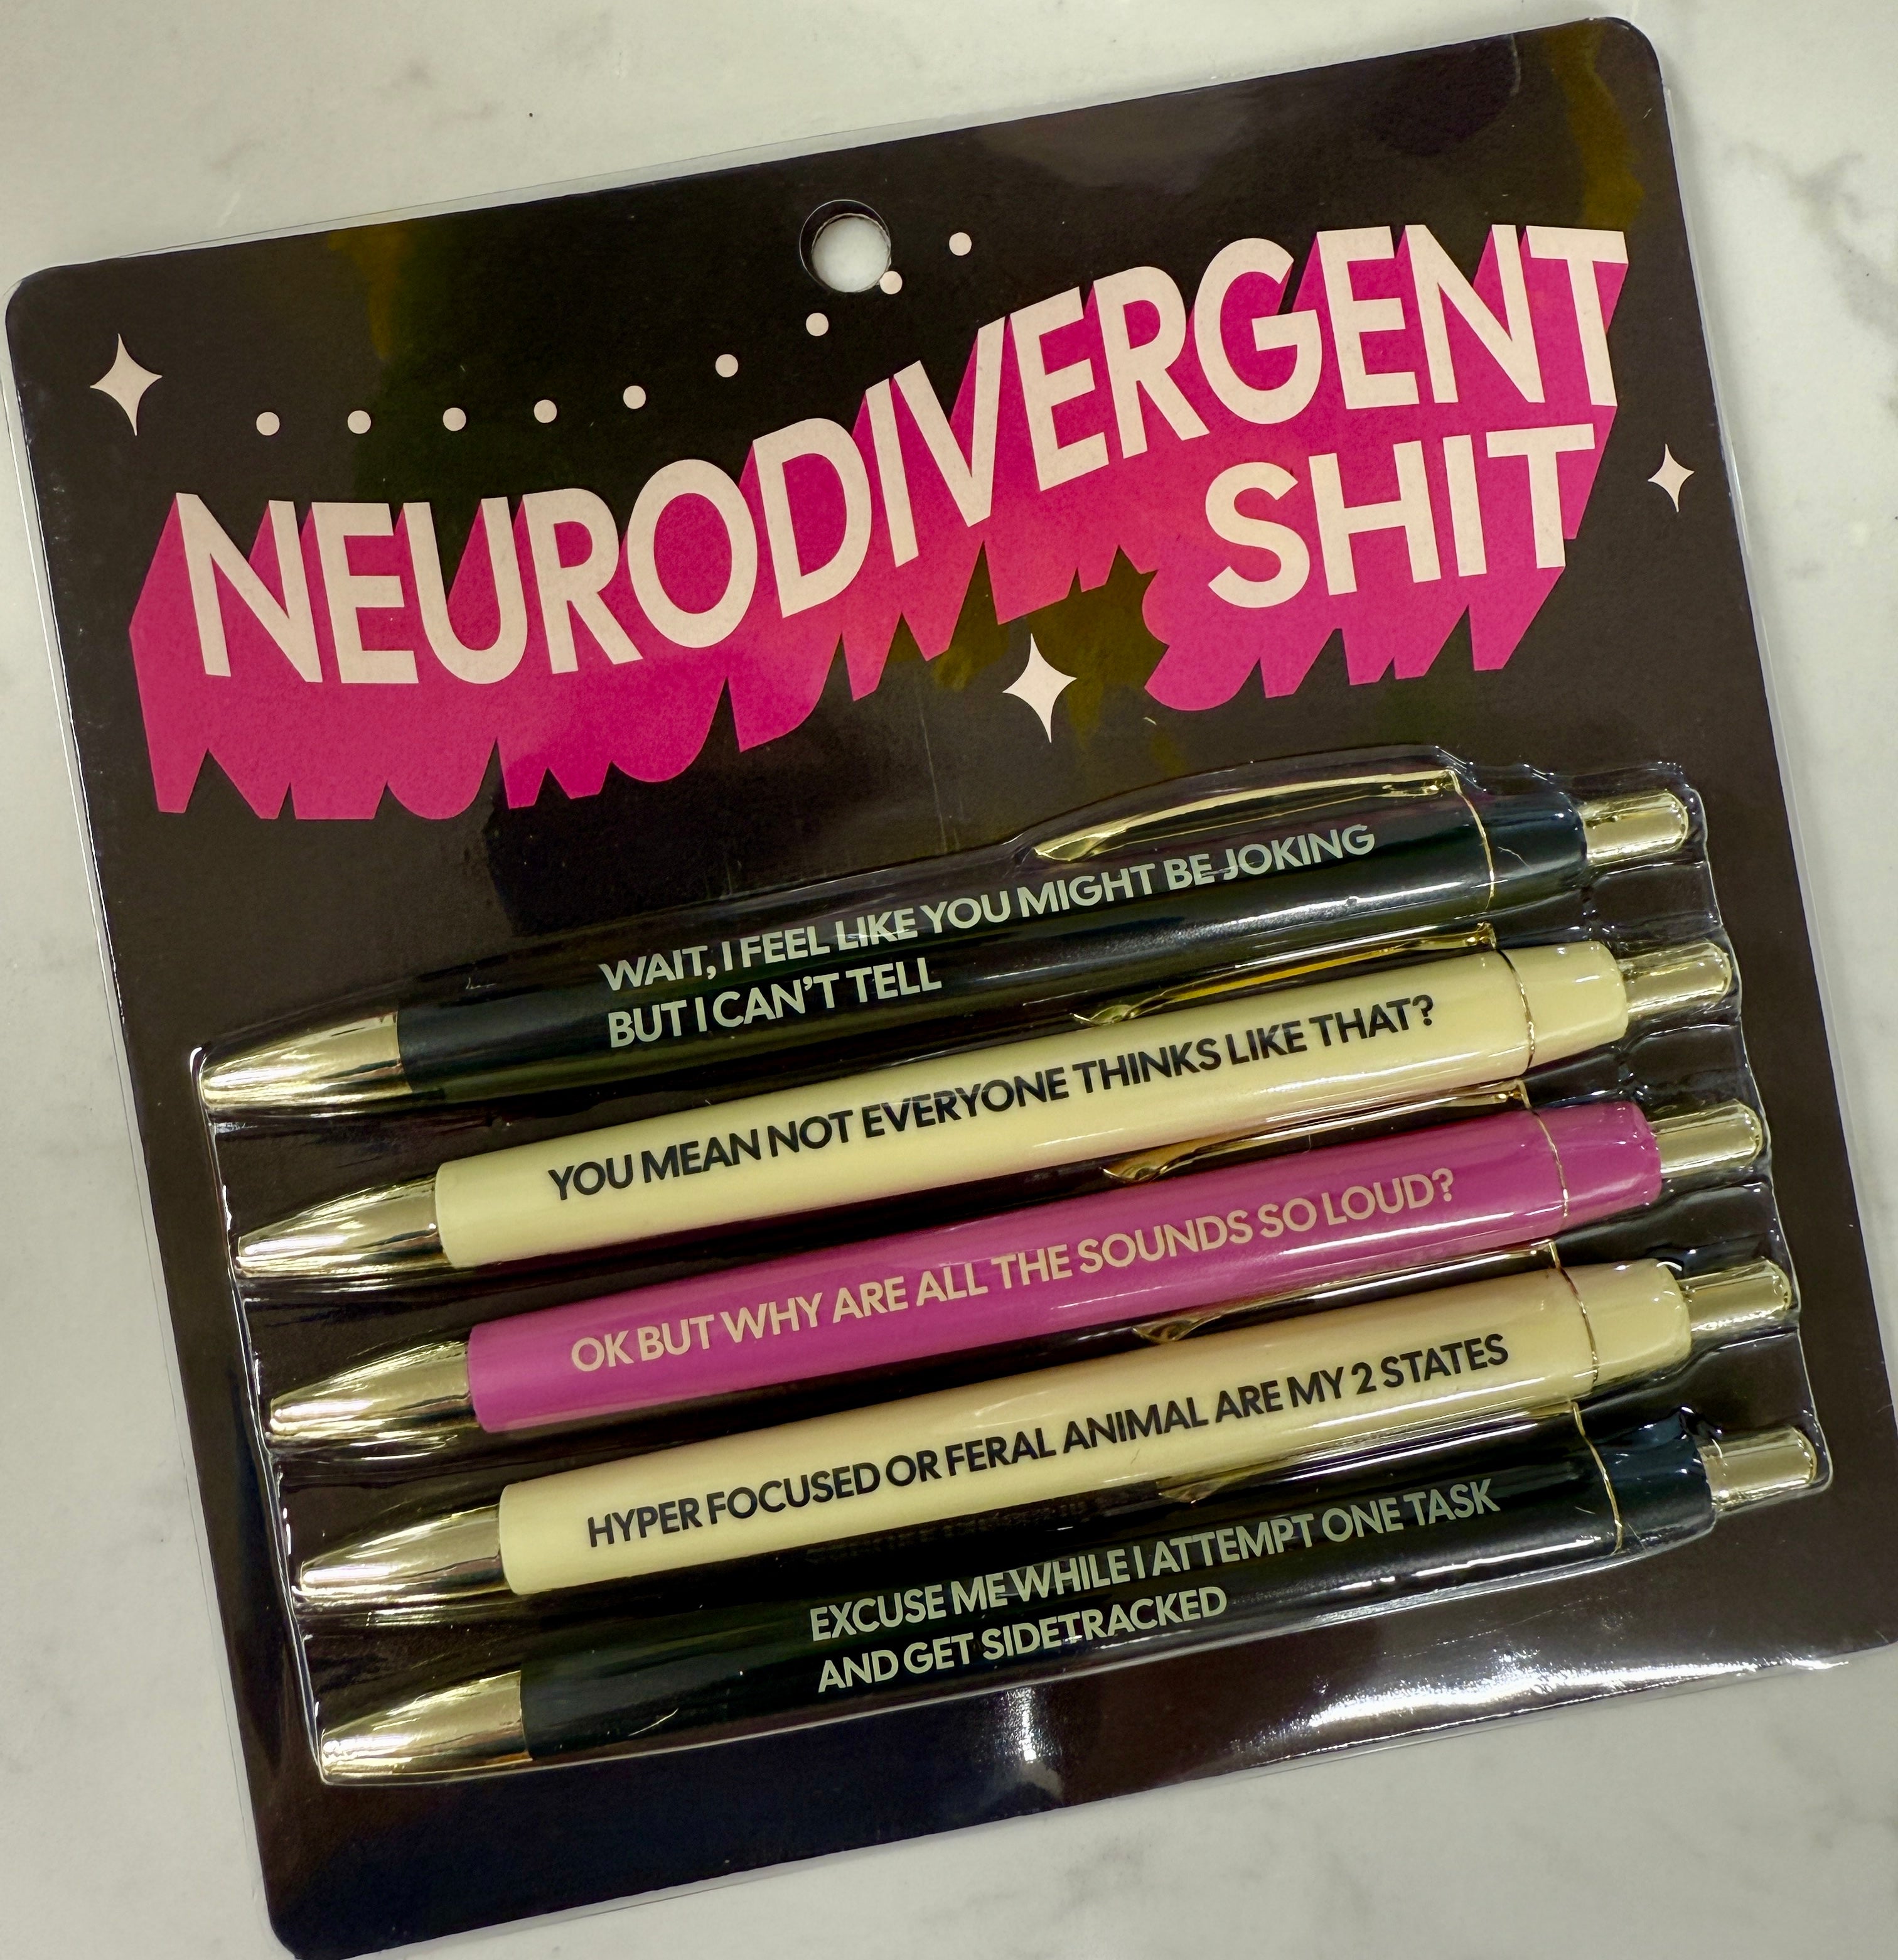 NEURODIVERGENT
SHIT
WAIT, I FEEL LIKE YOU MIGHT BE JOKING
BUT I CAN'T TELL
YOU MEAN NOT EVERYONE THINKS LIKE THAT?
OK BUT WHY ARE ALL THE SOUNDS SO LOUD?
HYPER FOCUSED OR FERAL ANIMAL ARE MY 2 STATES
EXCUSE ME WHILE I ATTEMPT ONE TASK
AND GET SIDETRACKED